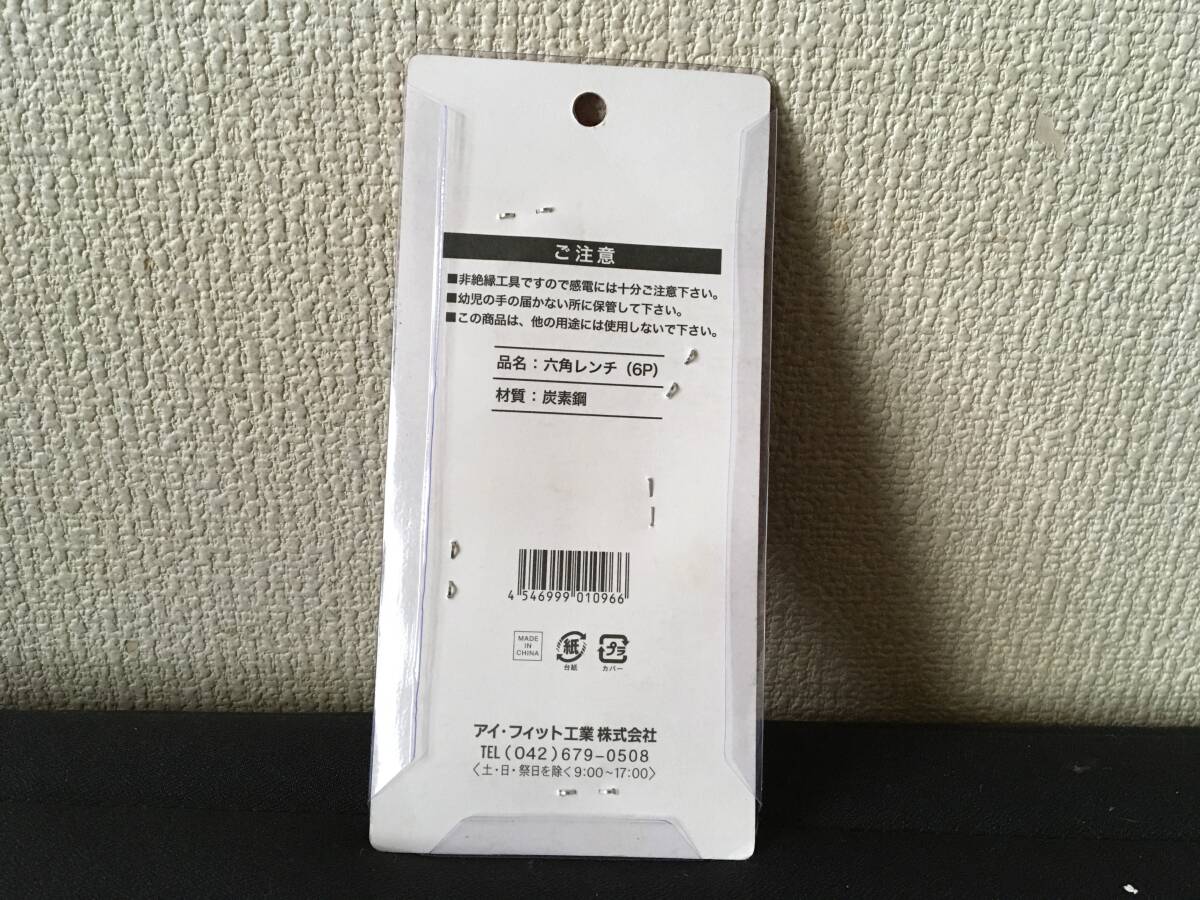 ご注意
■非絶縁工具ですので感電には十分ご注意下さい。
■幼児の手の届かない所に保管して下さい。
■この商品は、他の用途には使用しないで下さい。
品名：六角レンチ（6P）
材質：炭素鋼
4 546999 010966
MADE
IN
CHINA
紙
台紙
プラ
カバー
アイ・フィット工業 株式会社
TEL（042）679-0508
〈土・日・祭日を除く9:00〜17:00〉